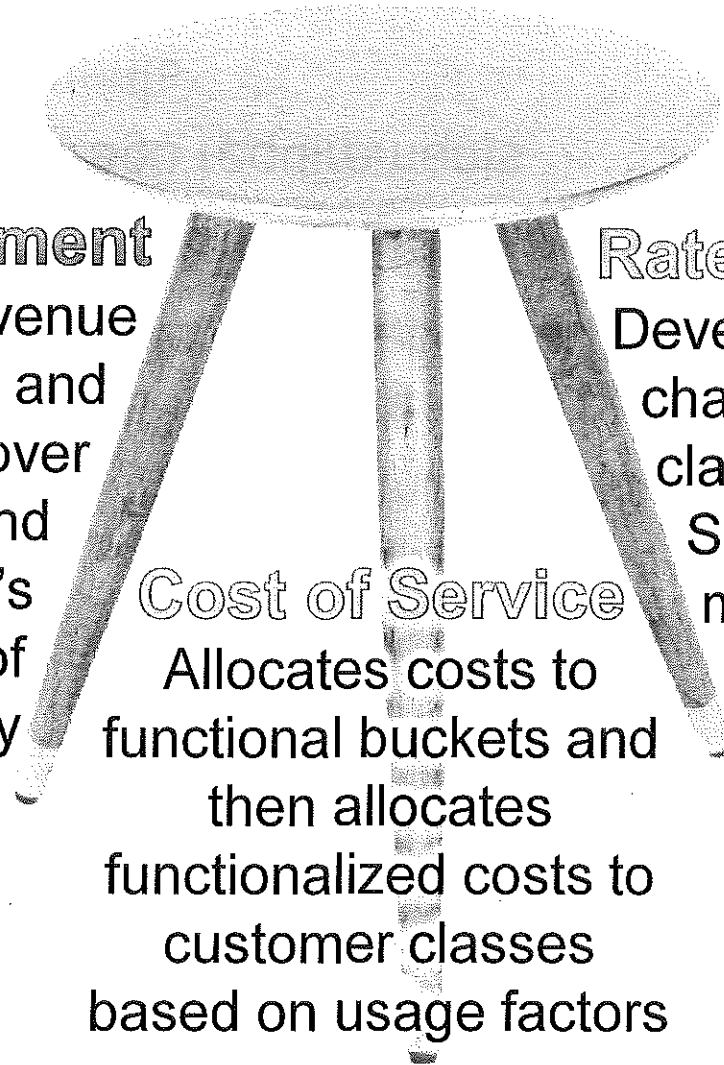 ment
venue
and
over
nd
's
of
y
Cost of Service
Allocates costs to
functional buckets and
then allocates
functionalized costs to
customer classes
based on usage factors
Rate
Deve
cha
cla
S